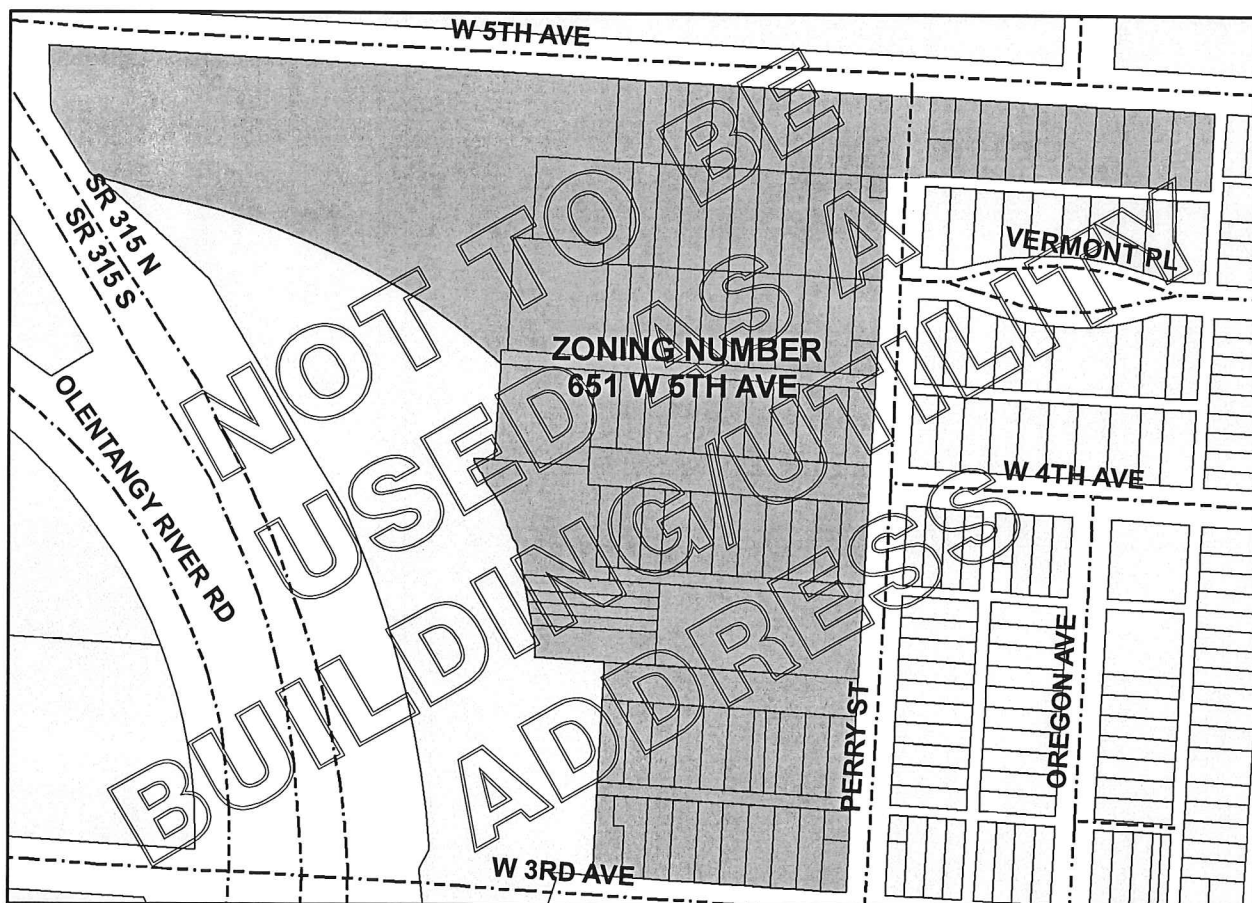 W 5TH AVE
SR 315 N
SR 315 S
VERMONT PL
ZONING NUMBER
651 W 5TH AVE
OLENTANGY RIVER RD
W 4TH AVE
OREGON AVE
PERRY ST
W 3RD AVE
NOT TO BE
USED AS A
BUILDING/UTILITY
ADDRESS